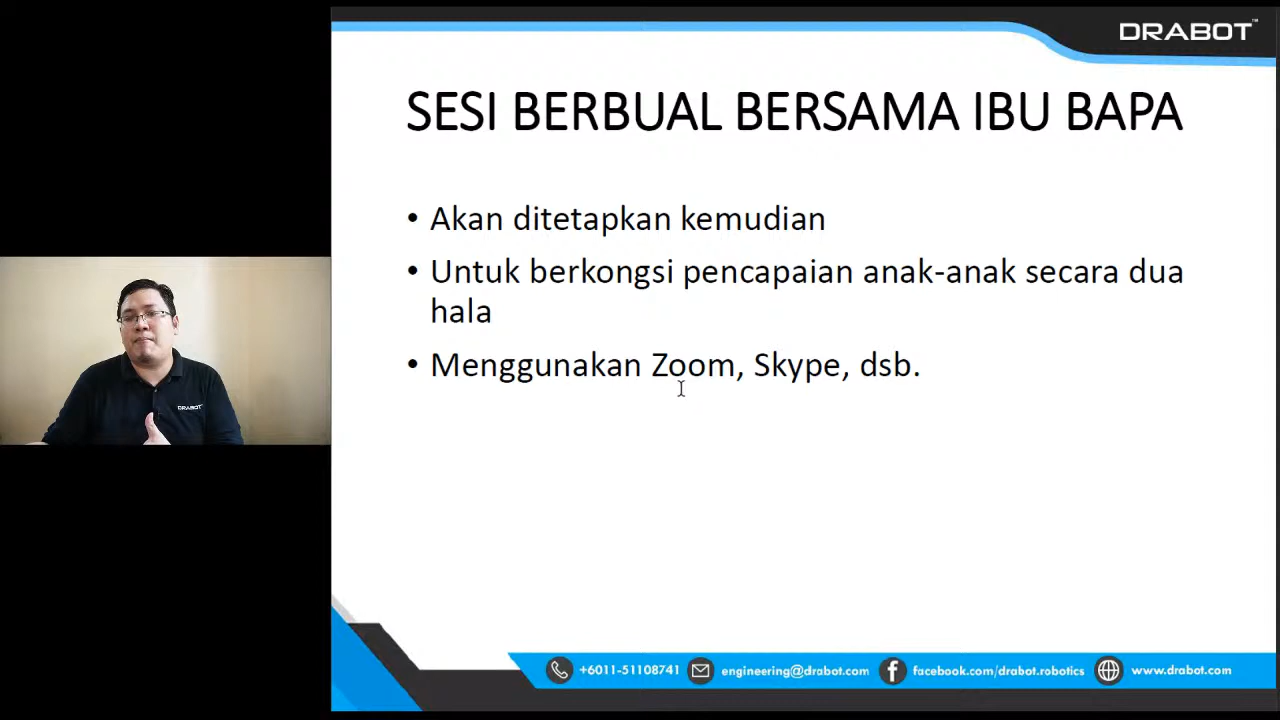 DRABOT™
SESI BERBUAL BERSAMA IBU BAPA
• Akan ditetapkan kemudian
• Untuk berkongsi pencapaian anak-anak secara dua
hala
• Menggunakan Zoom, Skype, dsb.
DRABOT
+6011-51108741 engineering@drabot.com facebook.com/drabot.robotics www.drabot.com